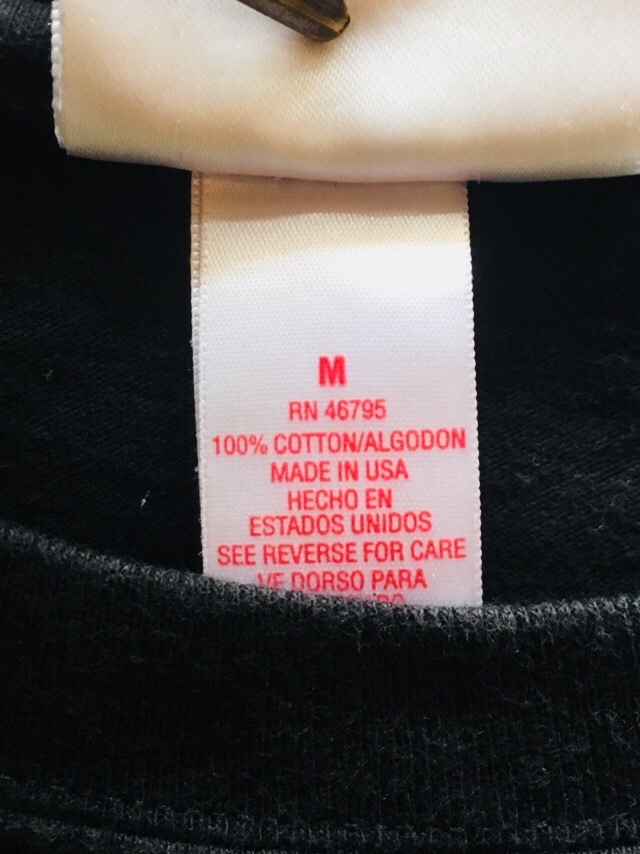 M
RN 46795
100% COTTON/ALGODON
MADE IN USA
HECHO EN
ESTADOS UNIDOS
SEE REVERSE FOR CARE
VE DORSO PARA